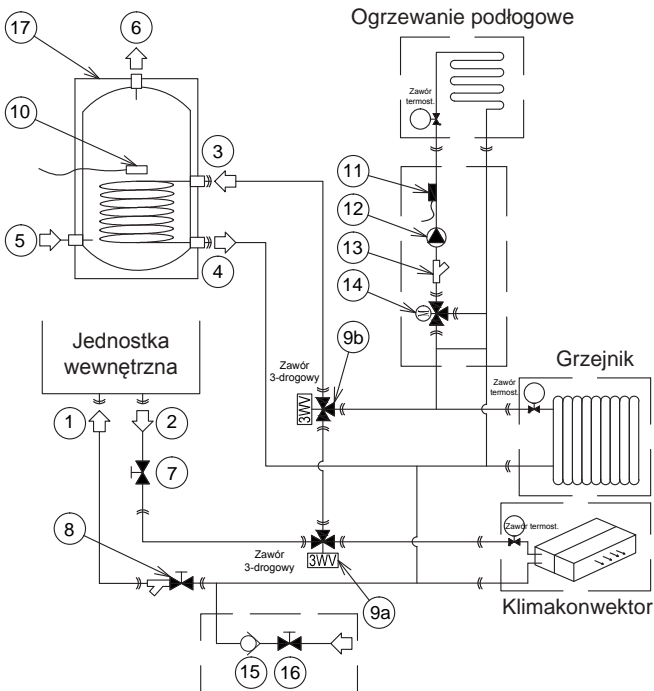 Ogrzewanie podłogowe
17
6
Zawór
termost.
10
3
11
12
13
5
4
14
Jednostka
wewnętrzna
Zawór
3-drogowy
9b
Grzejnik
Zawór
termost.
3WV
1
2
7
8
Zawór termost.
Zawór
3-drogowy
3WV
9a
Klimakonwektor
15
16